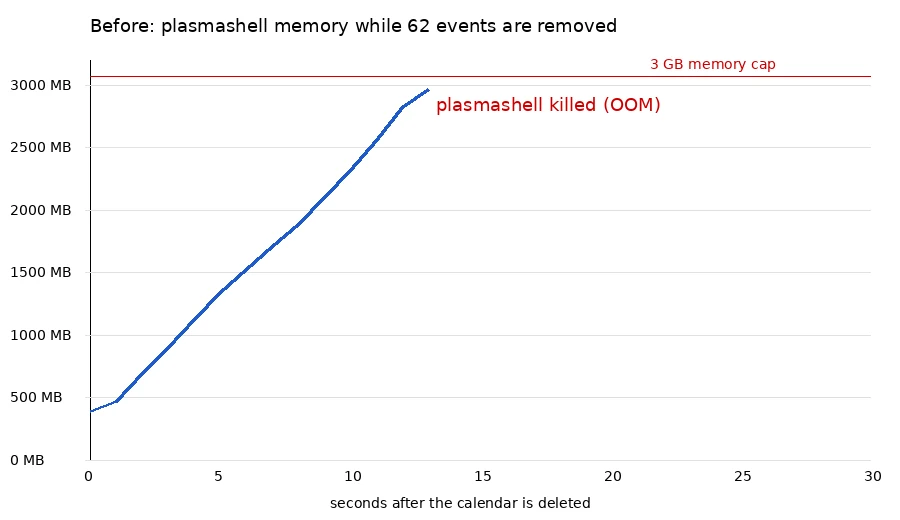 Before: plasmashell memory while 62 events are removed
3 GB memory cap
3000 MB
plasmashell killed (OOM)
2500 MB
2000 MB
1500 MB
1000 MB
500 MB
0 MB
0 5 10 15 20 25 30
seconds after the calendar is deleted